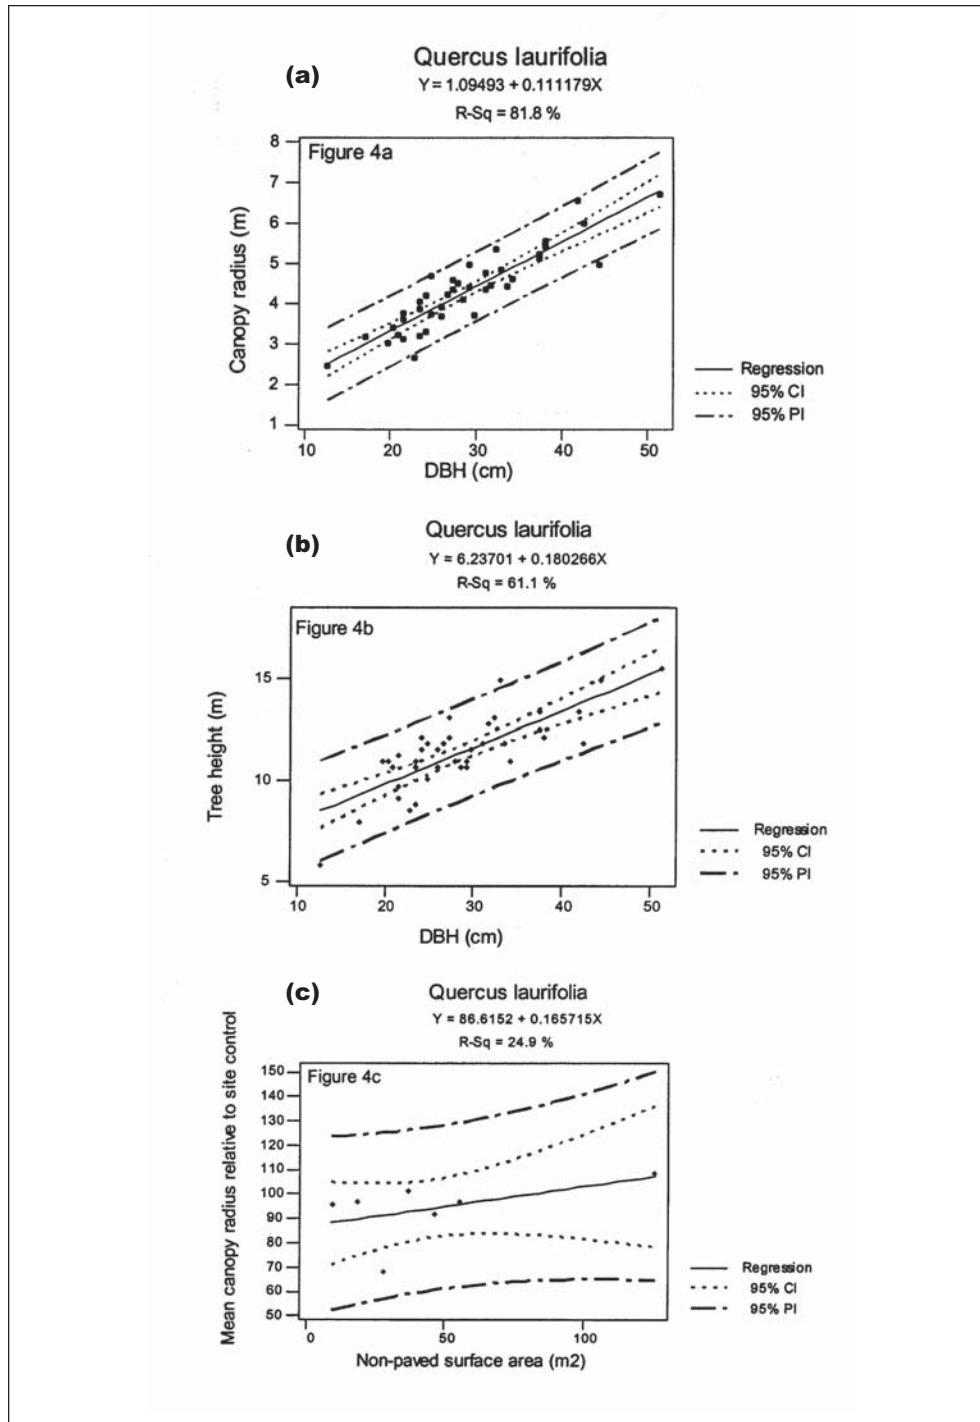 Quercus laurifolia
(a)
Y = 1.09493 + 0.111179X
R-Sq = 81.8 %
Figure 4a
8
7
6
5
4
3
2
1
Canopy radius (m)
10 20 30 40 50
DBH (cm)
Regression
95% CI
95% PI
Quercus laurifolia
(b)
Y = 6.23701 + 0.180266X
R-Sq = 61.1 %
Figure 4b
15
10
5
Tree height (m)
10 20 30 40 50
DBH (cm)
Regression
95% CI
95% PI
(c)
Quercus laurifolia
Y = 86.6152 + 0.165715X
R-Sq = 24.9 %
Figure 4c
150
140
130
120
110
100
90
80
70
60
50
Mean canopy radius relative to site control
0 50 100
Non-paved surface area (m2)
Regression
95% CI
95% PI